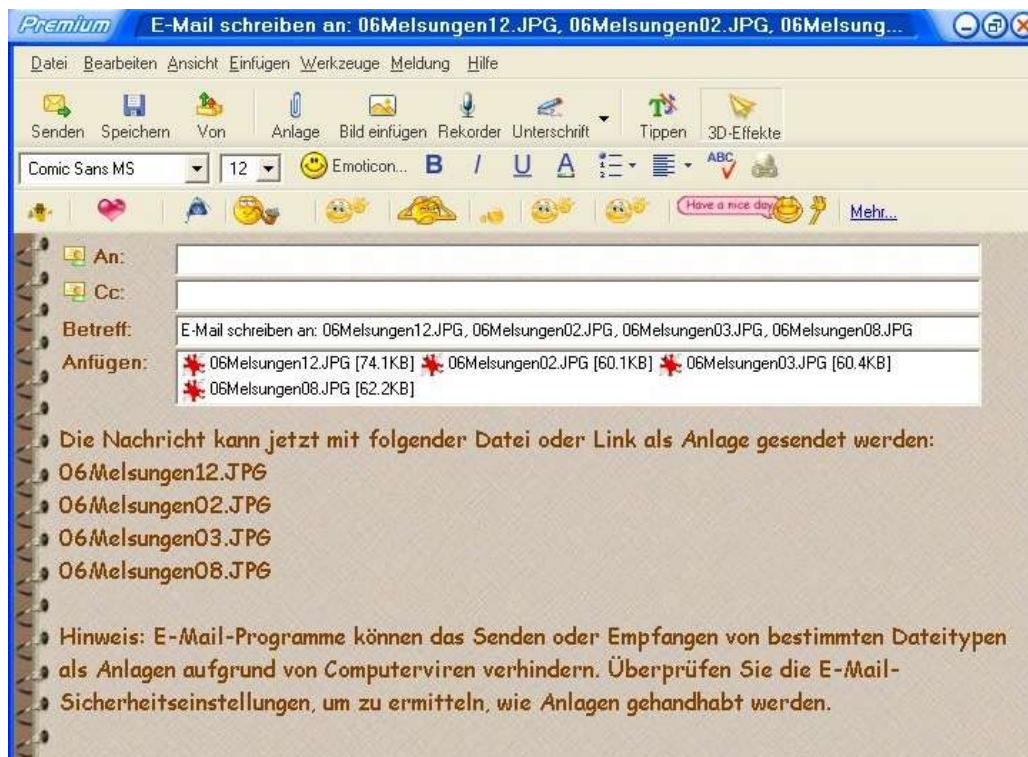 Premium E-Mail schreiben an: 06Melsungen12.JPG, 06Melsungen02.JPG, 06Melsung...
Datei Bearbeiten Ansicht Einfügen Werkzeuge Meldung Hilfe
Senden Speichern Von Anlage Bild einfügen Rekorder Unterschrift Tippen 3D-Effekte
Comic Sans MS 12 Emoticon... B I U A ABC
Have a nice day Mehr...
An:
Cc:
Betreff: E-Mail schreiben an: 06Melsungen12.JPG, 06Melsungen02.JPG, 06Melsungen03.JPG, 06Melsungen08.JPG
Anfügen: 06Melsungen12.JPG [74.1KB] 06Melsungen02.JPG [60.1KB] 06Melsungen03.JPG [60.4KB]
06Melsungen08.JPG [62.2KB]
Die Nachricht kann jetzt mit folgender Datei oder Link als Anlage gesendet werden:
06Melsungen12.JPG
06Melsungen02.JPG
06Melsungen03.JPG
06Melsungen08.JPG
Hinweis: E-Mail-Programme können das Senden oder Empfangen von bestimmten Dateitypen
als Anlagen aufgrund von Computerviren verhindern. Überprüfen Sie die E-Mail-
Sicherheitseinstellungen, um zu ermitteln, wie Anlagen gehandhabt werden.